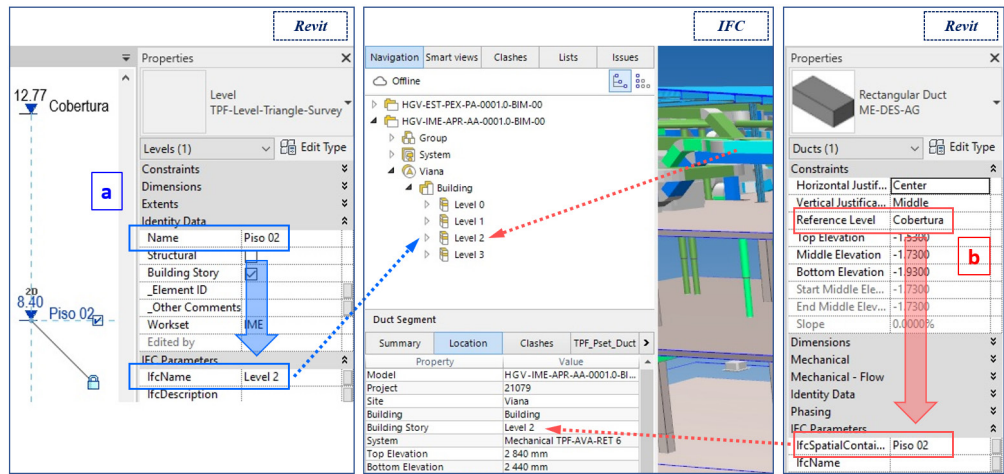 Revit
12.77
Cobertura
a
20
8.40
Piso 02
Properties
Level
TPF-Level-Triangle-Survey
Levels (1)
Edit Type
Constraints
Dimensions
Extents
Identity Data
Name Piso 02
Structural
Building Story
_Element ID
_Other Comments
Workset IME
Edited by
IFC Parameters
IfcName Level 2
IfcDescription
IFC
Navigation Smart views Clashes Lists Issues
Offline
HGV-EST-PEX-PA-0001.0-BIM-00
HGV-IME-APR-AA-0001.0-BIM-00
Group
System
Viana
Building
Level 0
Level 1
Level 2
Level 3
Duct Segment
Summary Location Clashes TPF_Pset_Duct
Property Value
Model HGV-IME-APR-AA-0001.0-BI...
Project 21079
Site Viana
Building Building
Building Story Level 2
System Mechanical TPF-AVA-RET 6
Top Elevation 2 840 mm
Bottom Elevation 2 440 mm
Revit
Properties
Rectangular Duct
ME-DES-AG
Ducts (1)
Edit Type
Constraints
Horizontal Justif... Center
Vertical Justifica... Middle
Reference Level Cobertura
Top Elevation -1.5300
Middle Elevation -1.7300
Bottom Elevation -1.9300
Start Middle Ele... -1.7300
End Middle Elev... -1.7300
Slope 0.0000%
Dimensions
Mechanical
Mechanical - Flow
Identity Data
Phasing
IFC Parameters
IfcSpatialContai... Piso 02
IfcName
b